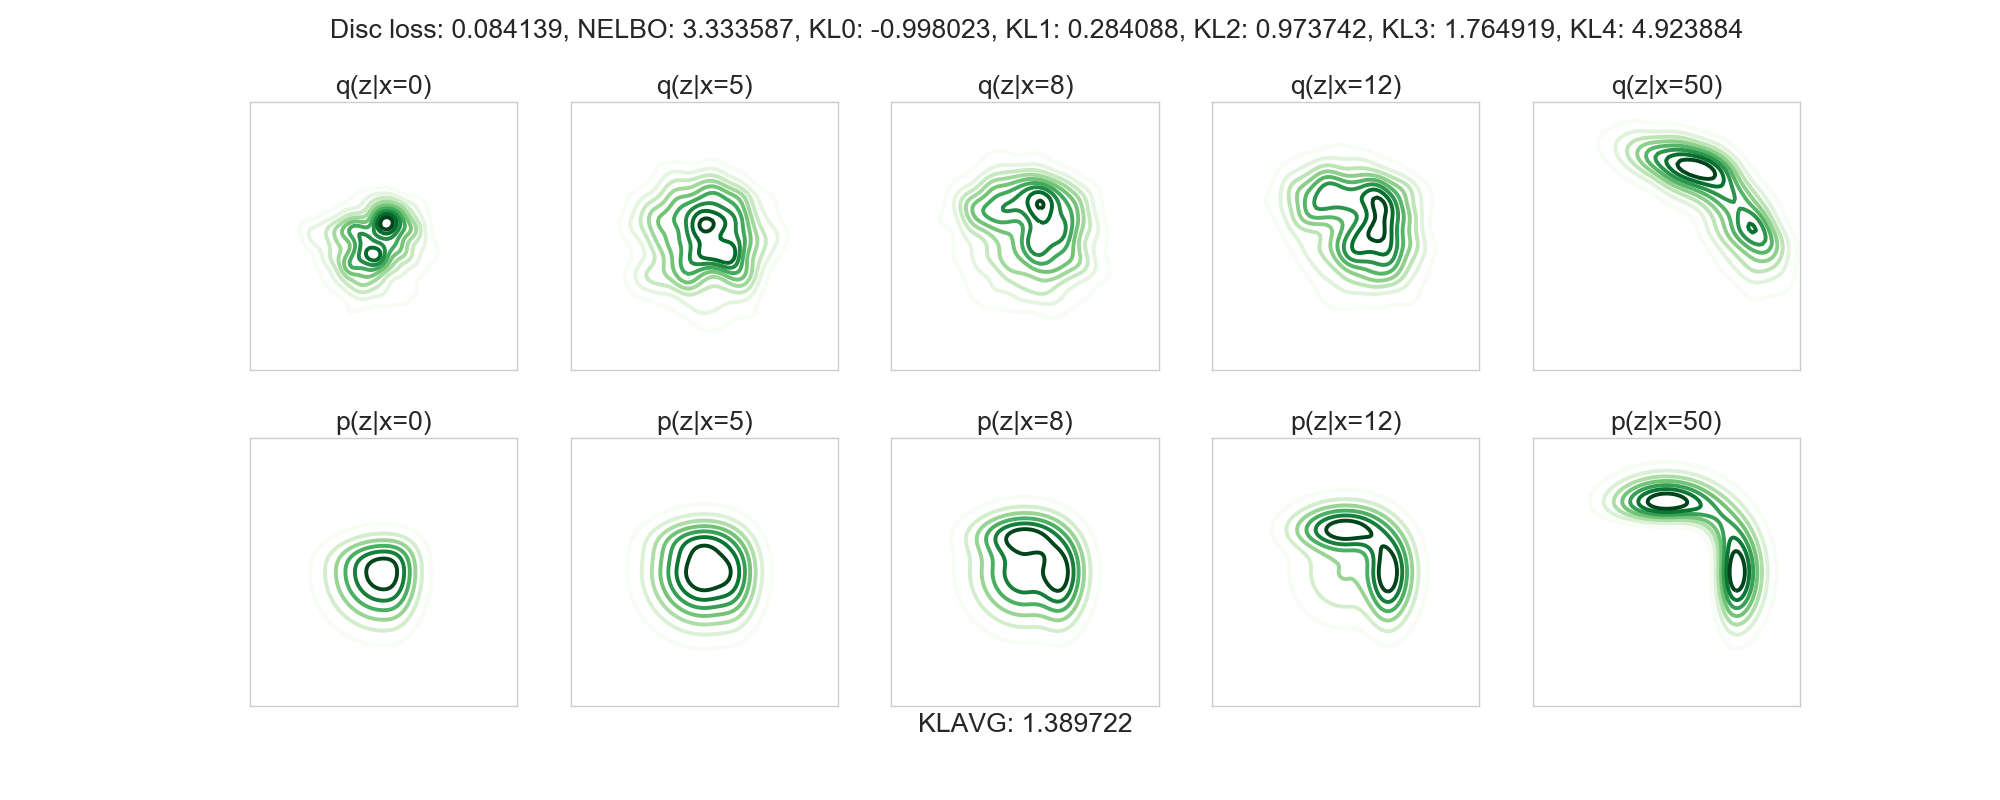 Disc loss: 0.084139, NELBO: 3.333587, KL0: -0.998023, KL1: 0.284088, KL2: 0.973742, KL3: 1.764919, KL4: 4.923884
q(z|x=0) q(z|x=5) q(z|x=8) q(z|x=12) q(z|x=50)
p(z|x=0) p(z|x=5) p(z|x=8) p(z|x=12) p(z|x=50)
KLAVG: 1.389722